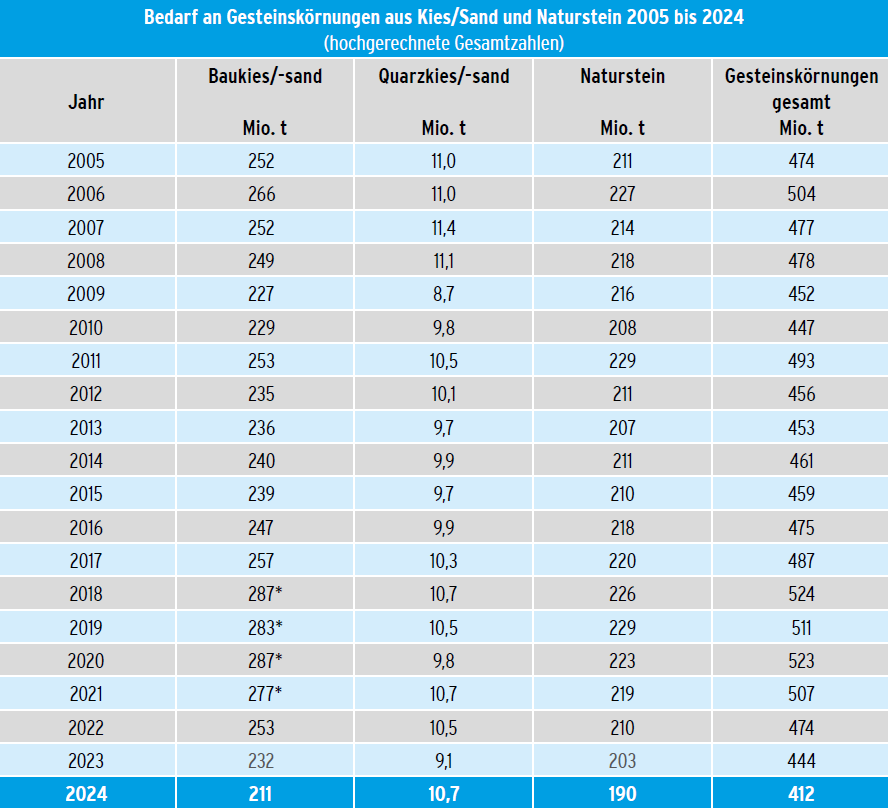 Bedarf an Gesteinskörnungen aus Kies/Sand und Naturstein 2005 bis 2024
(hochgerechnete Gesamtzahlen)
Jahr Baukies/-sand Mio. t Quarzkies/-sand Mio. t Naturstein Mio. t Gesteinskörnungen gesamt Mio. t
2005 252 11,0 211 474
2006 266 11,0 227 504
2007 252 11,4 214 477
2008 249 11,1 218 478
2009 227 8,7 216 452
2010 229 9,8 208 447
2011 253 10,5 229 493
2012 235 10,1 211 456
2013 236 9,7 207 453
2014 240 9,9 211 461
2015 239 9,7 210 459
2016 247 9,9 218 475
2017 257 10,3 220 487
2018 287* 10,7 226 524
2019 283* 10,5 229 511
2020 287* 9,8 223 523
2021 277* 10,7 219 507
2022 253 10,5 210 474
2023 232 9,1 203 444
2024 211 10,7 190 412